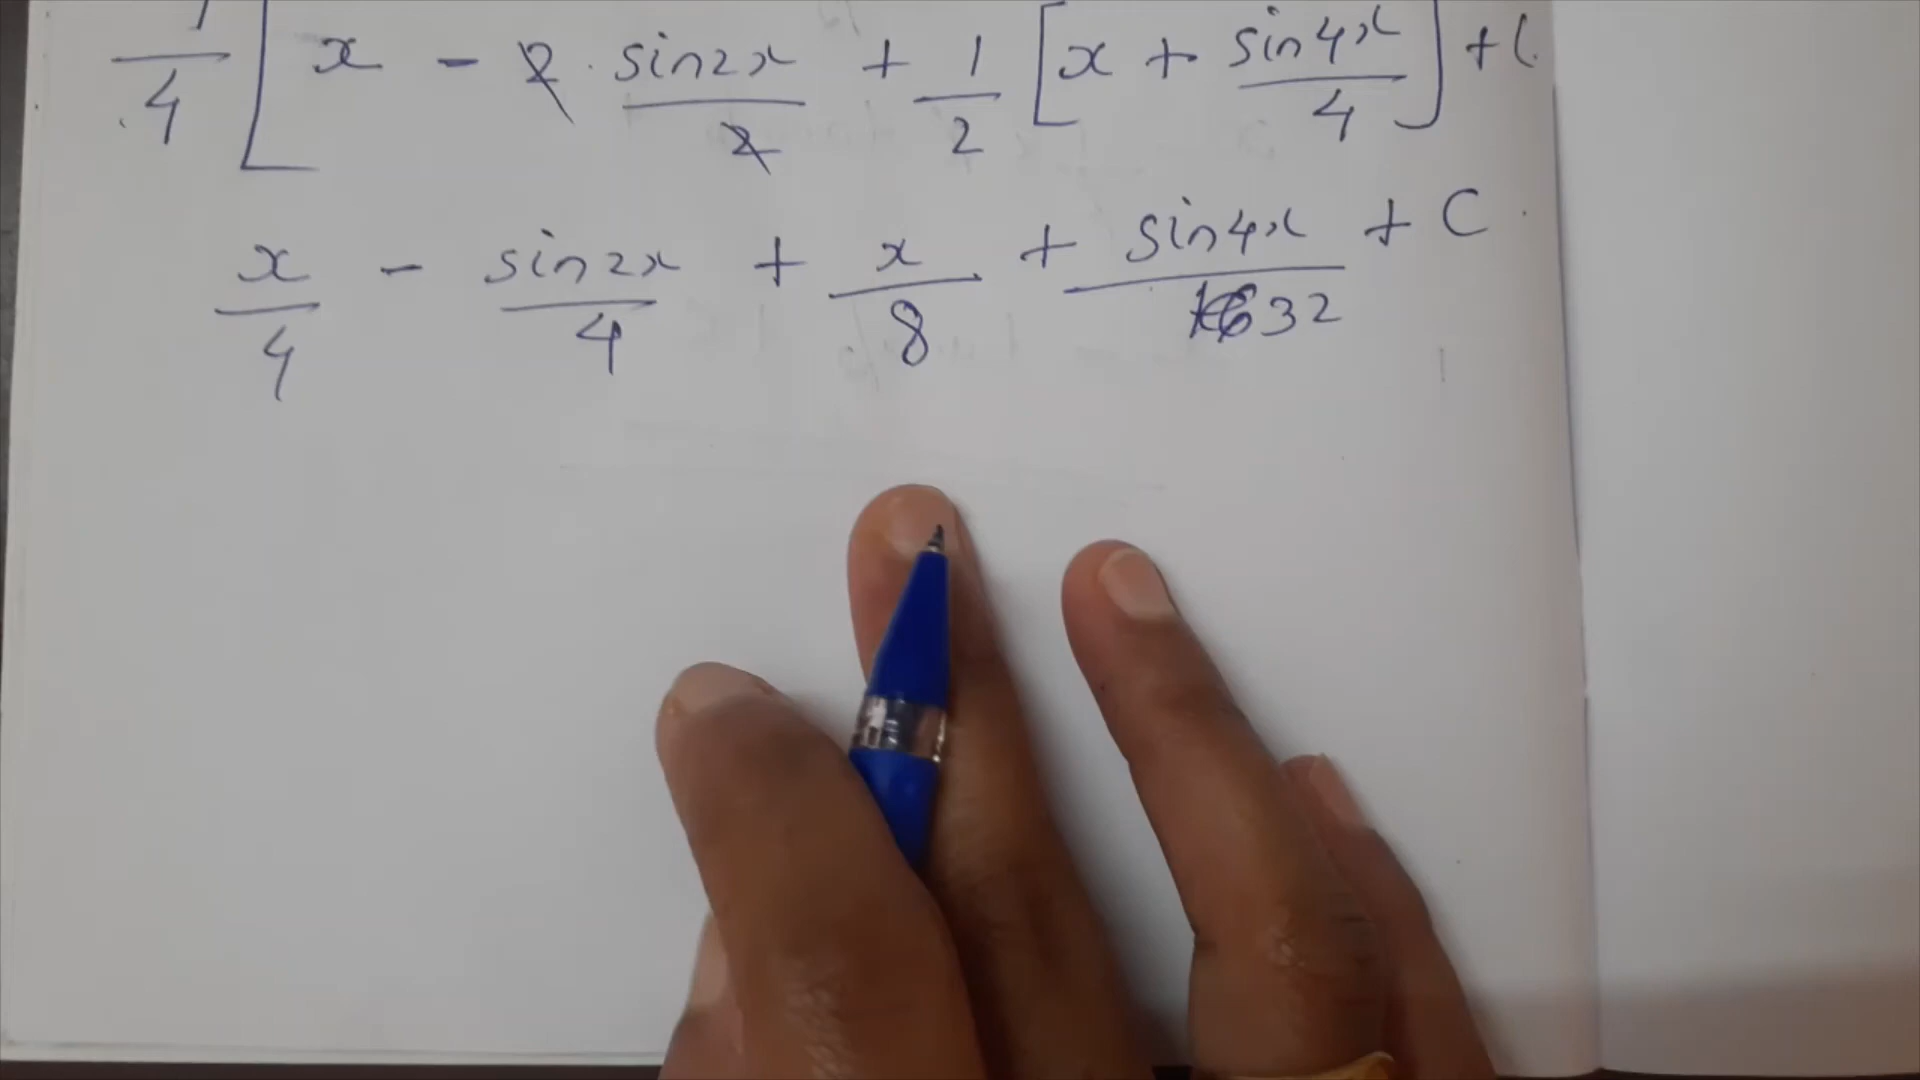 1/4 [ x - 2 · sin2x/2 + 1/2 [ x + sin4x/4 ] + C
x/4 - sin2x/4 + x/8 + sin4x/32 + C